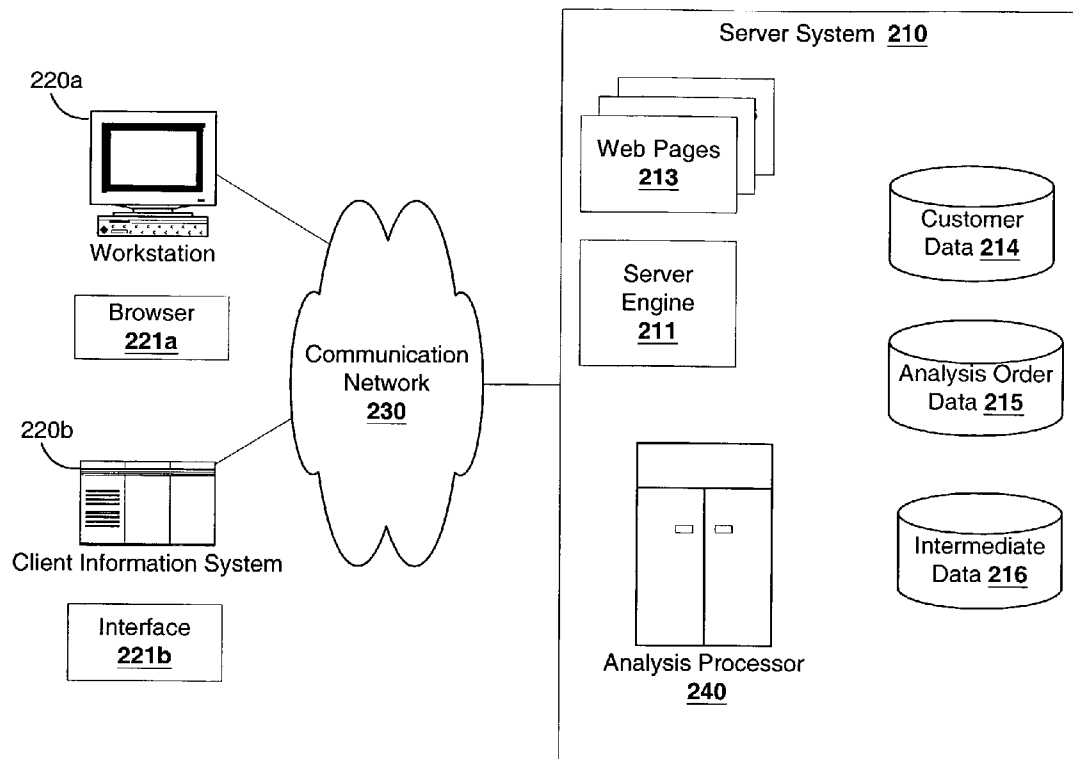 Server System 210
220a
Workstation
Browser
221a
220b
Client Information System
Interface
221b
Communication
Network
230
Web Pages
213
Server
Engine
211
Analysis Processor
240
Customer
Data 214
Analysis Order
Data 215
Intermediate
Data 216